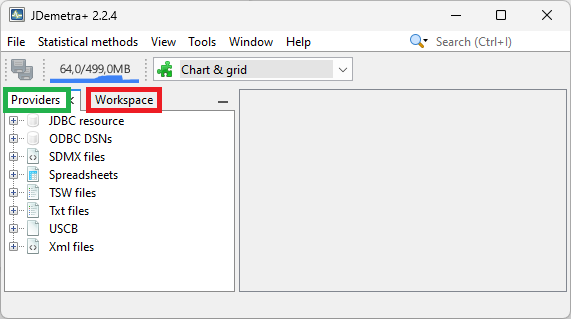 JDemetra+ 2.2.4
File Statistical methods View Tools Window Help Search (Ctrl+I)
64,0/499,0MB Chart & grid
Providers Workspace
JDBC resource
ODBC DSNs
SDMX files
Spreadsheets
TSW files
Txt files
USCB
Xml files